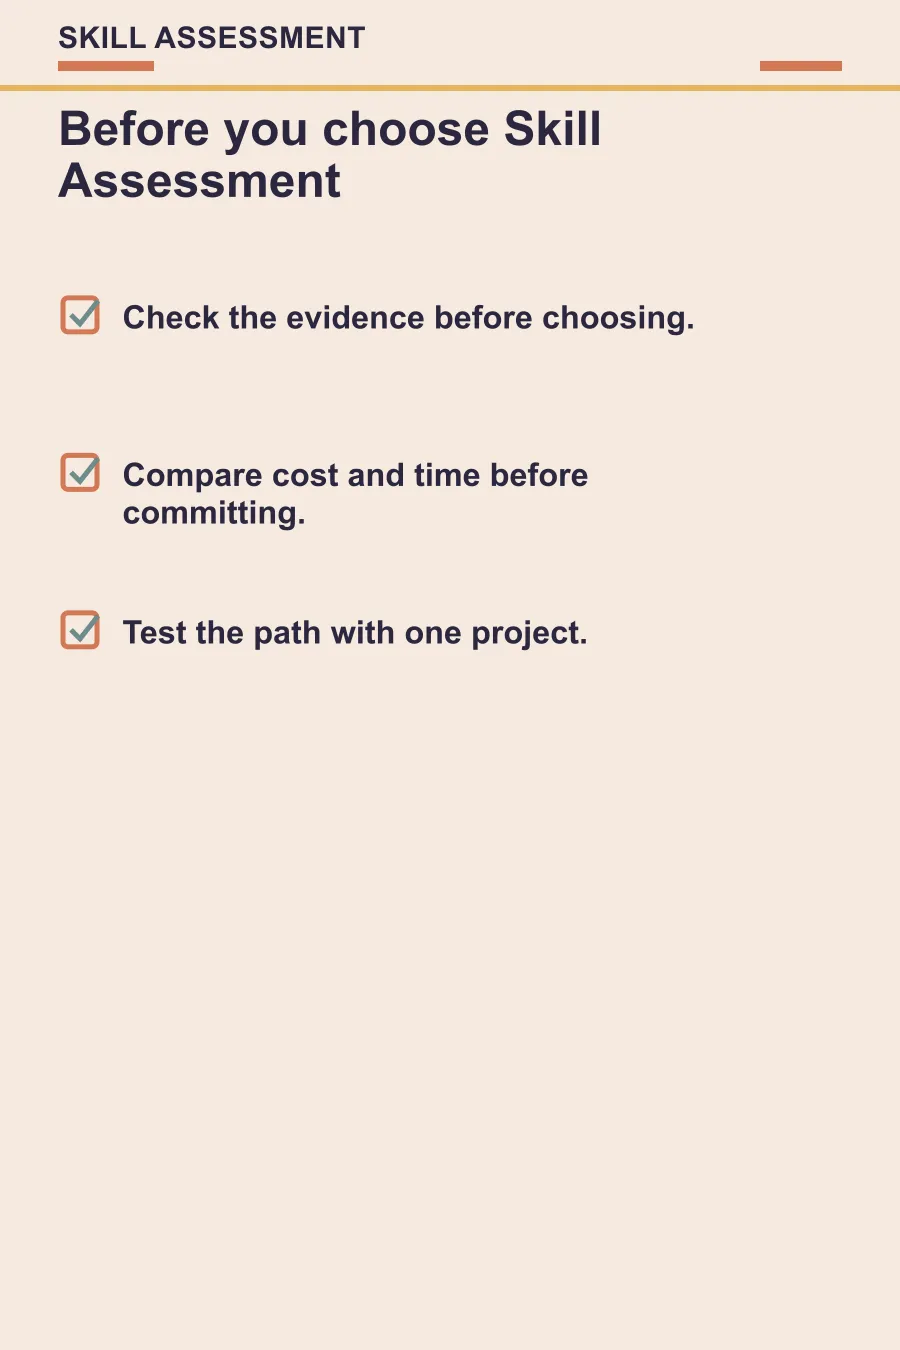 SKILL ASSESSMENT
Before you choose Skill
Assessment
Check the evidence before choosing.
Compare cost and time before
committing.
Test the path with one project.